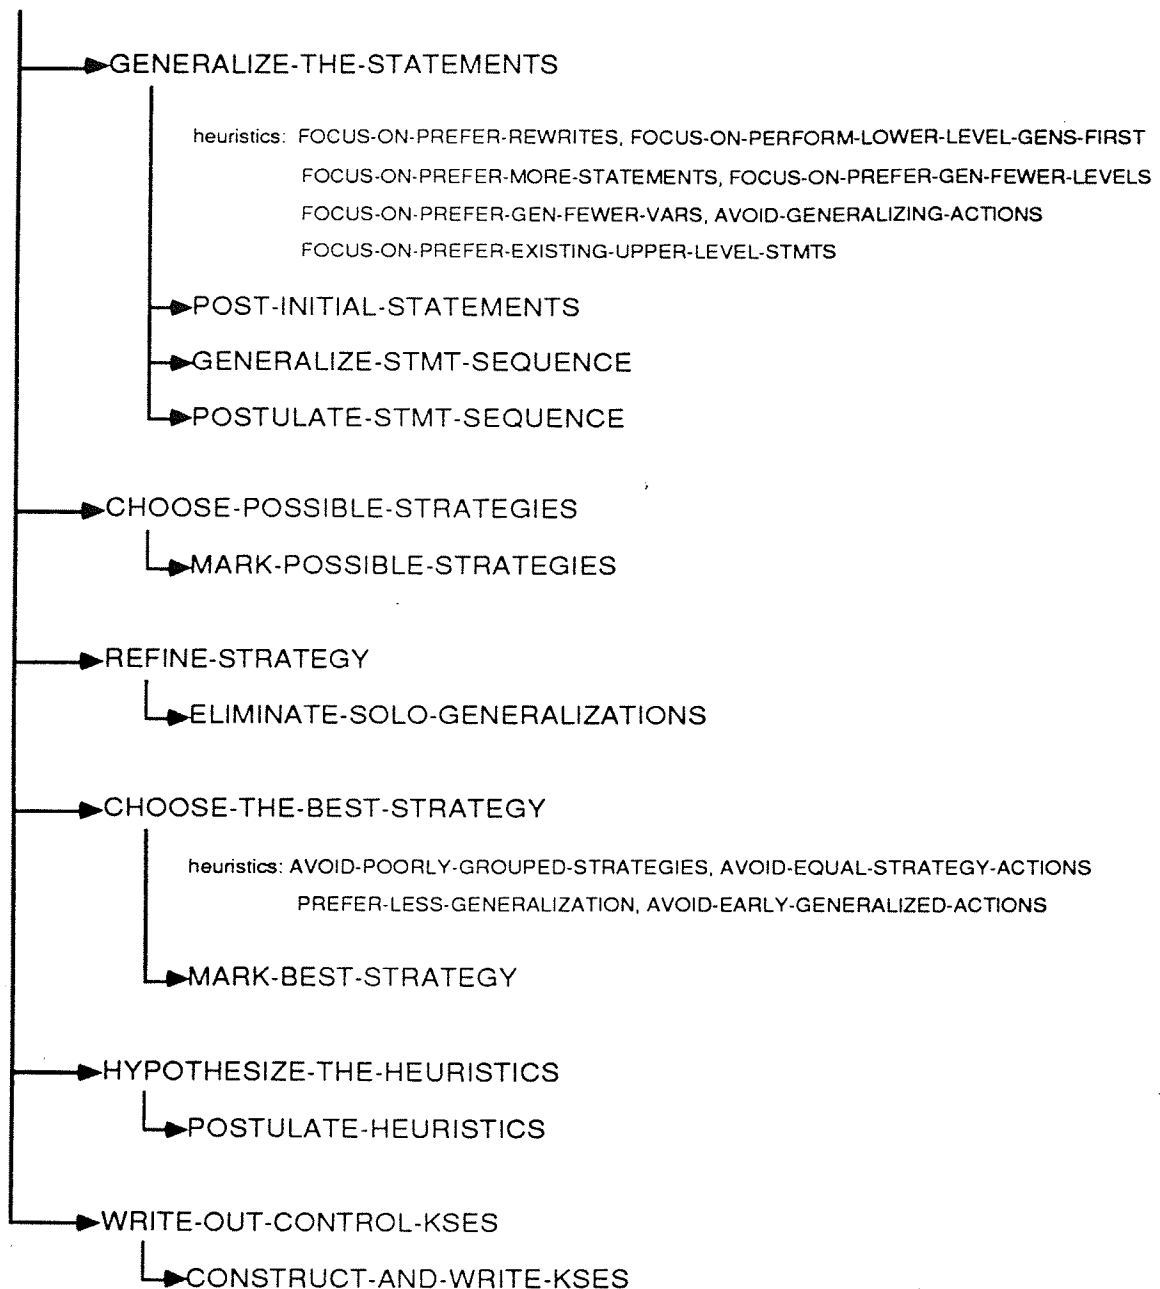 GENERALIZE-THE-STATEMENTS
heuristics: FOCUS-ON-PREFER-REWRITES, FOCUS-ON-PERFORM-LOWER-LEVEL-GENS-FIRST
FOCUS-ON-PREFER-MORE-STATEMENTS, FOCUS-ON-PREFER-GEN-FEWER-LEVELS
FOCUS-ON-PREFER-GEN-FEWER-VARS, AVOID-GENERALIZING-ACTIONS
FOCUS-ON-PREFER-EXISTING-UPPER-LEVEL-STMTS
POST-INITIAL-STATEMENTS
GENERALIZE-STMT-SEQUENCE
POSTULATE-STMT-SEQUENCE
CHOOSE-POSSIBLE-STRATEGIES
MARK-POSSIBLE-STRATEGIES
REFINE-STRATEGY
ELIMINATE-SOLO-GENERALIZATIONS
CHOOSE-THE-BEST-STRATEGY
heuristics: AVOID-POORLY-GROUPED-STRATEGIES, AVOID-EQUAL-STRATEGY-ACTIONS
PREFER-LESS-GENERALIZATION, AVOID-EARLY-GENERALIZED-ACTIONS
MARK-BEST-STRATEGY
HYPOTHESIZE-THE-HEURISTICS
POSTULATE-HEURISTICS
WRITE-OUT-CONTROL-KSES
CONSTRUCT-AND-WRITE-KSES